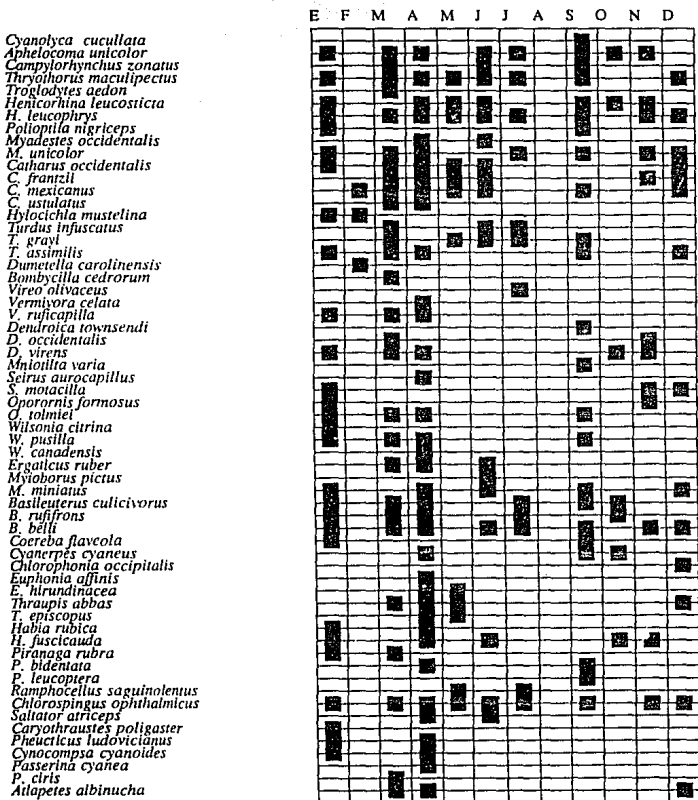 E F M A M J J A S O N D
Cyanolyca cucullata
Aphelocoma unicolor
Campylorhynchus zonatus
Thryothorus maculipectus
Troglodytes aedon
Henicorhina leucosticta
H. leucophrys
Polioptila nigriceps
Myadestes occidentalis
M. unicolor
Catharus occidentalis
C. frantzii
C. mexicanus
C. ustulatus
Hylocichla mustelina
Turdus infuscatus
T. grayi
T. assimilis
Dumetella carolinensis
Bombycilla cedrorum
Vireo olivaceus
Vermivora celata
V. ruficapilla
Dendroica townsendi
D. occidentalis
D. virens
Mniotilta varia
Seirus aurocapillus
S. motacilla
Oporornis formosus
O. tolmiei
Wilsonia citrina
W. pusilla
W. canadensis
Ergaticus ruber
Myioborus pictus
M. miniatus
Basileuterus culicivorus
B. rufifrons
B. belli
Coereba flaveola
Cyanerpes cyaneus
Chlorophonia occipitalis
Euphonia affinis
E. hirundinacea
Thraupis abbas
T. episcopus
Habia rubica
H. fuscicauda
Piranaga rubra
P. bidentata
P. leucoptera
Ramphocellus saguinolentus
Chlorospingus ophthalmicus
Saltator atriceps
Caryothraustes poligaster
Pheucticus ludovicianus
Cynocompsa cyanoides
Passerina cyanea
P. ciris
Atlapetes albinucha